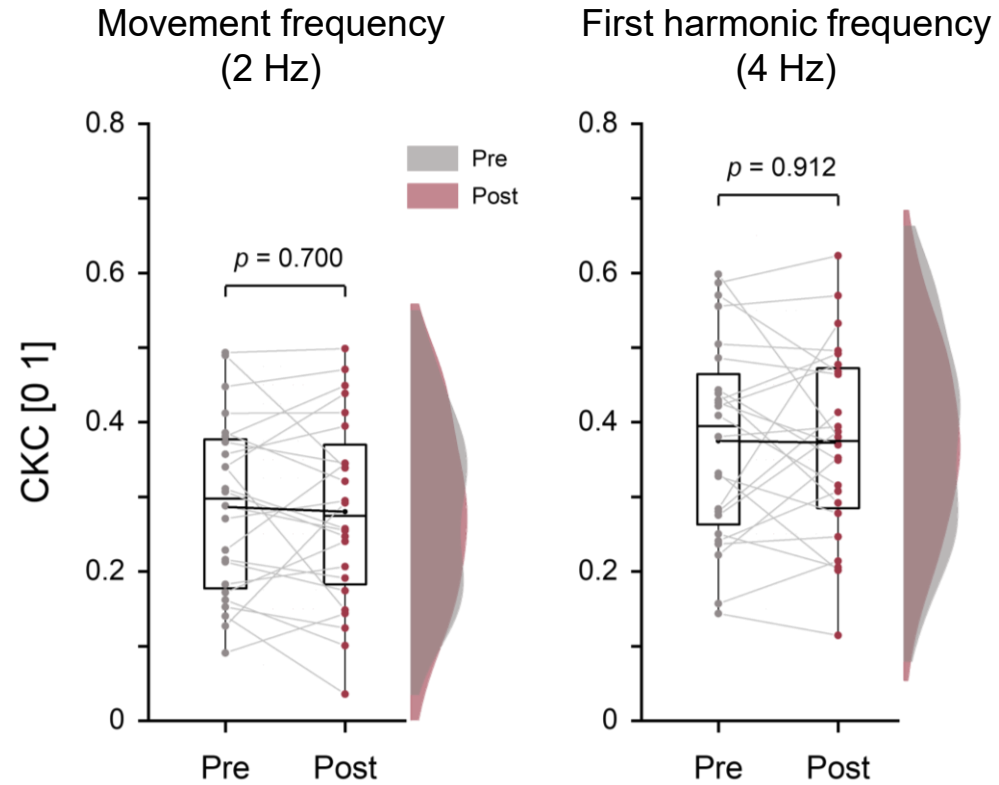 Movement frequency
(2 Hz)
First harmonic frequency
(4 Hz)
CKC [0 1]
0.8
0.6
0.4
0.2
0
p = 0.700
Pre
Post
Pre
Post
0.8
0.6
0.4
0.2
0
p = 0.912
Pre
Post